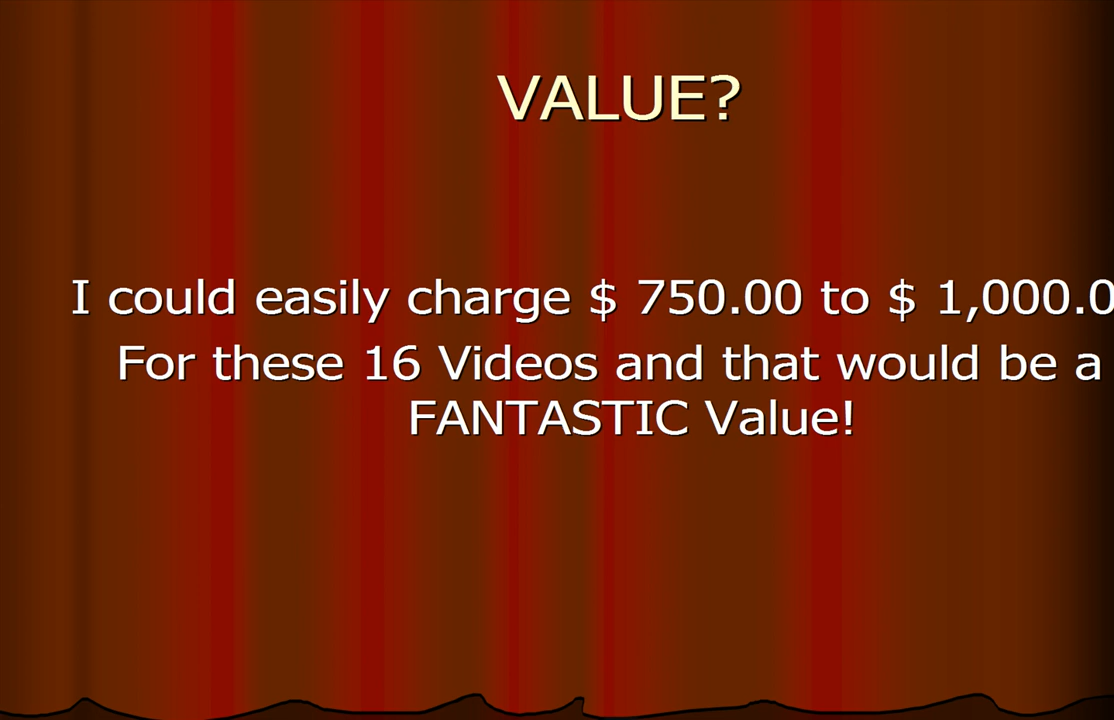 VALUE?
I could easily charge $ 750.00 to $ 1,000.0
For these 16 Videos and that would be a
FANTASTIC Value!